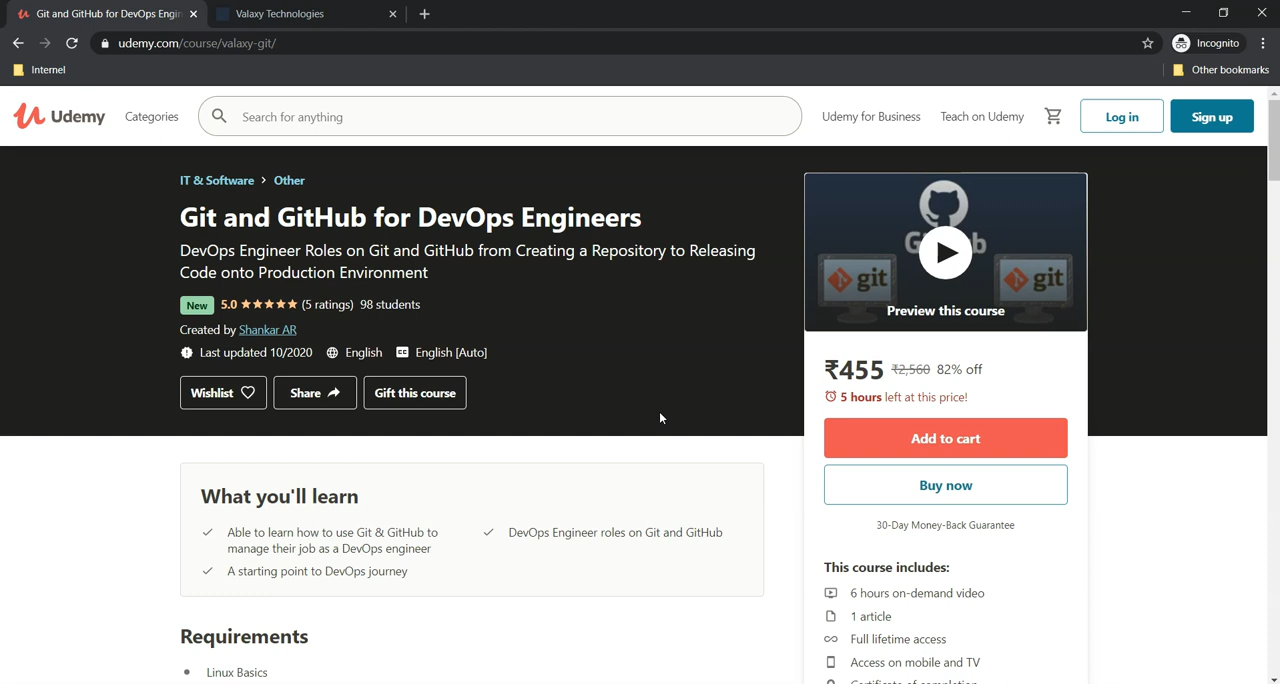 Git and GitHub for DevOps Engin
Valaxy Technologies
udemy.com/course/valaxy-git/
Incognito
Internet
Other bookmarks
Udemy
Categories
Search for anything
Udemy for Business
Teach on Udemy
Log in
Sign up
IT & Software > Other
Git and GitHub for DevOps Engineers
DevOps Engineer Roles on Git and GitHub from Creating a Repository to Releasing
Code onto Production Environment
New 5.0 (5 ratings) 98 students
Created by Shankar AR
Last updated 10/2020 English English [Auto]
Wishlist
Share
Gift this course
git
git
Preview this course
₹455 ₹2,560 82% off
5 hours left at this price!
Add to cart
Buy now
30-Day Money-Back Guarantee
This course includes:
6 hours on-demand video
1 article
Full lifetime access
Access on mobile and TV
What you'll learn
Able to learn how to use Git & GitHub to
manage their job as a DevOps engineer
DevOps Engineer roles on Git and GitHub
A starting point to DevOps journey
Requirements
Linux Basics